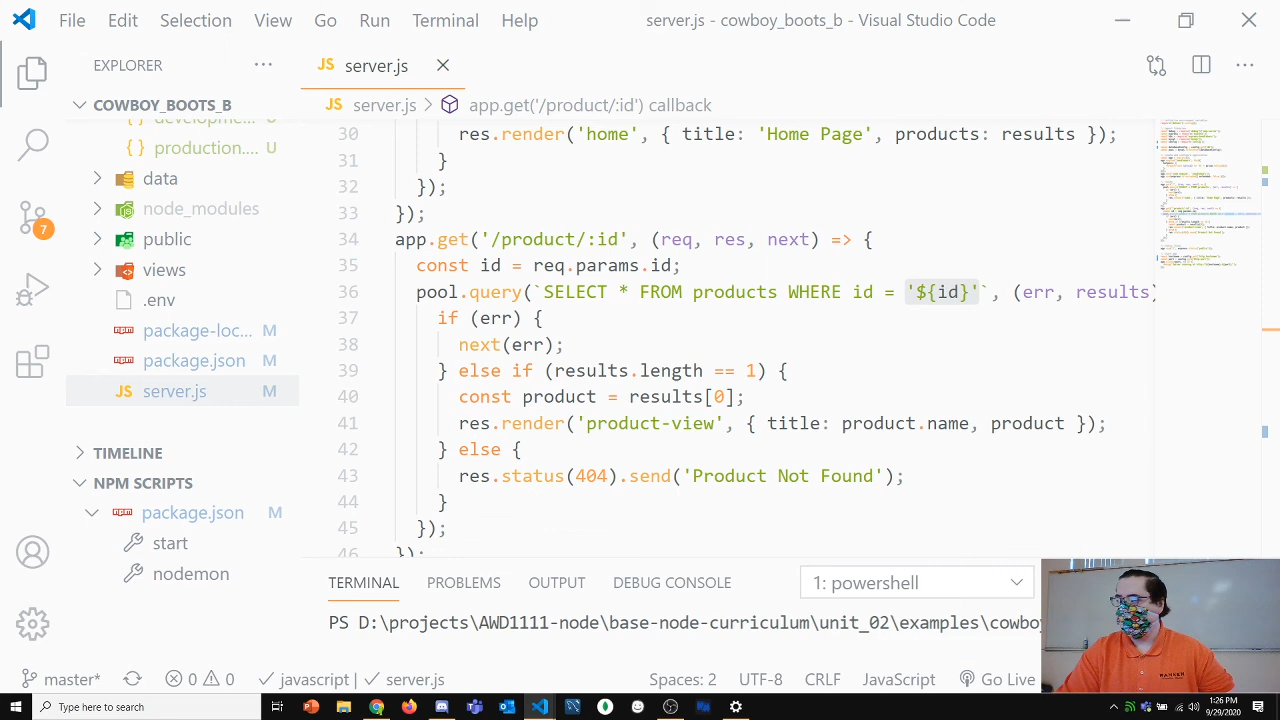 File Edit Selection View Go Run Terminal Help server.js - cowboy_boots_b - Visual Studio Code
EXPLORER
JS server.js
COWBOY_BOOTS_B
JS server.js > app.get('/product/:id') callback
{} development... U
{} production.... U
data
node_modules
public
views
.env
package-loc... M
package.json M
JS server.js M
TIMELINE
NPM SCRIPTS
package.json M
start
nodemon
30 res.render('home', { title: 'Home Page', products: results });
31 }
32 });
33 });
app.get('/product/:id', (req, res, next) => {
35 const id = req.params.id;
36 pool.query(`SELECT * FROM products WHERE id = '${id}'`, (err, results)
37 if (err) {
38 next(err);
39 } else if (results.length == 1) {
40 const product = results[0];
41 res.render('product-view', { title: product.name, product });
42 } else {
43 res.status(404).send('Product Not Found');
44 }
45 });
46 });
TERMINAL PROBLEMS OUTPUT DEBUG CONSOLE 1: powershell
PS D:\projects\AWD1111-node\base-node-curriculum\unit_02\examples\cowboy
7
master* 0 0 javascript | server.js Spaces: 2 UTF-8 CRLF JavaScript Go Live
RANKEN
Type here to search
1:26 PM
9/29/2020